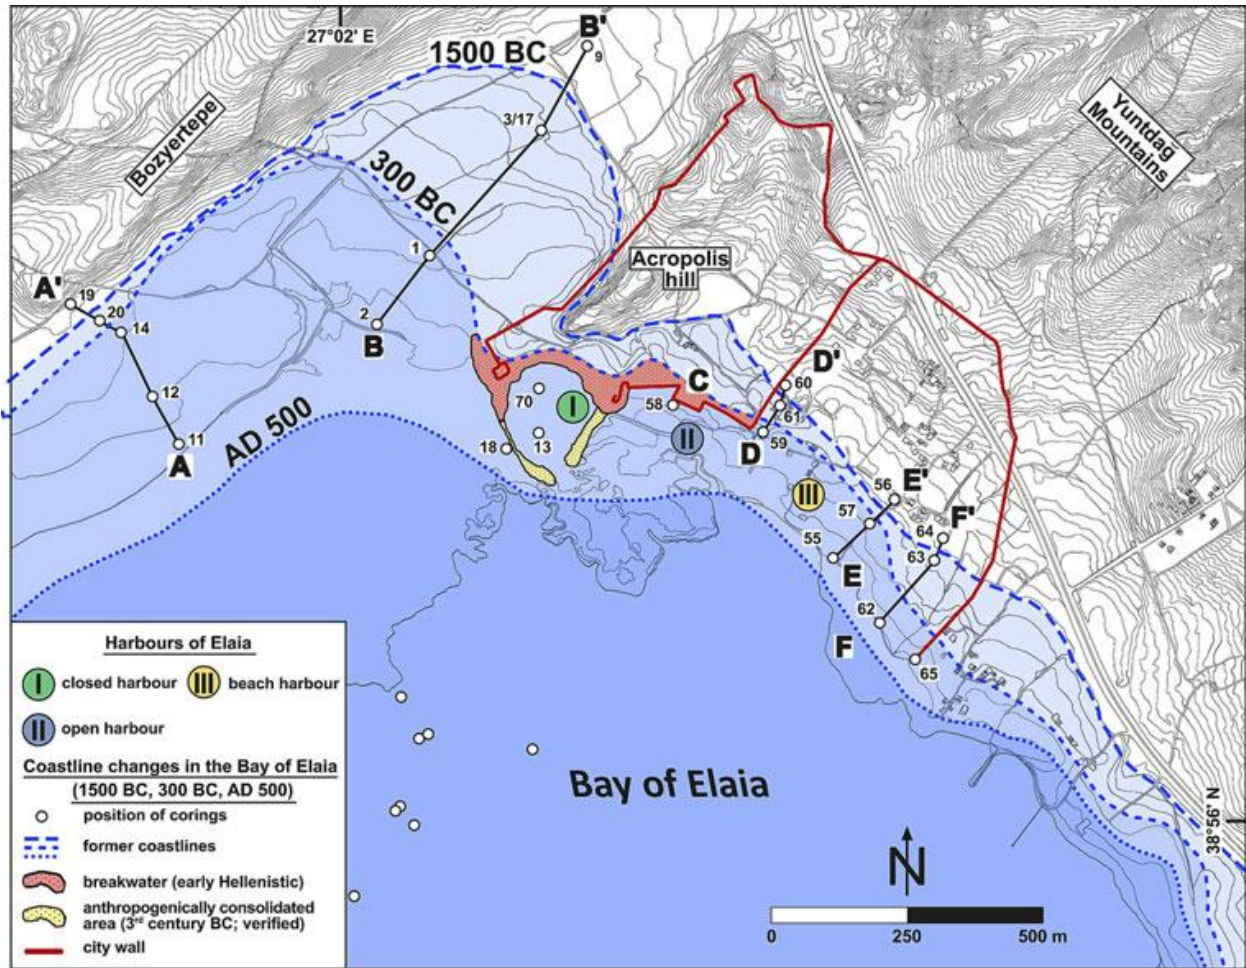 27°02' E
B'
9
1500 BC
3/17
Bozyertepe
Yuntdag
Mountains
300 BC
1
Acropolis
hill
A'
19
20
14
2
B
D'
60
12
70
I
58
C
61
II
D
59
11
A
AD 500
18
13
III
56
E'
57
F'
64
55
63
E
62
F
65
Bay of Elaia
38°56' N
N
0
250
500 m
Harbours of Elaia
I closed harbour III beach harbour
II open harbour
Coastline changes in the Bay of Elaia
(1500 BC, 300 BC, AD 500)
position of corings
former coastlines
breakwater (early Hellenistic)
anthropogenically consolidated
area (3rd century BC; verified)
city wall